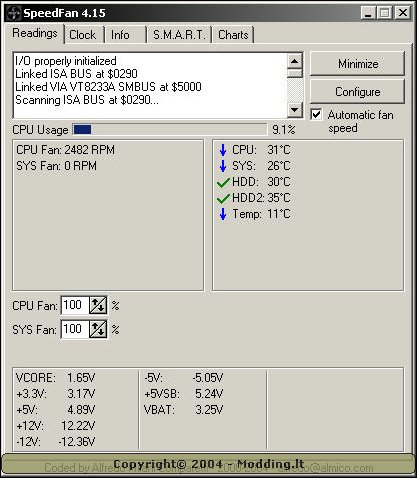 SpeedFan 4.15
Readings Clock Info S.M.A.R.T. Charts
I/O properly initialized
Linked ISA BUS at $0290
Linked VIA VT8233A SMBUS at $5000
Scanning ISA BUS at $0290...
Minimize
Configure
Automatic fan
speed
CPU Usage 9.1%
CPU Fan: 2482 RPM
SYS Fan: 0 RPM
CPU: 31°C
SYS: 26°C
HDD: 30°C
HDD2: 35°C
Temp: 11°C
CPU Fan: 100 %
SYS Fan: 100 %
VCORE: 1.65V
+3.3V: 3.17V
+5V: 4.89V
+12V: 12.22V
-12V: -12.36V
-5V: -5.05V
+5VSB: 5.24V
VBAT: 3.25V
Copyright© 2004 - Modding.lt
Coded by Alfredo 2000-2004 - alfredo@almico.com